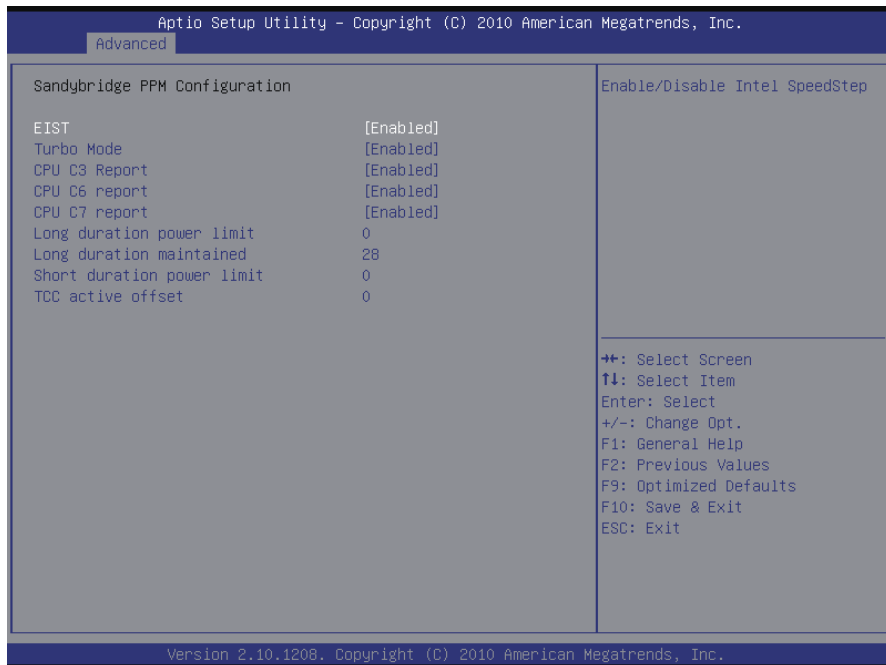 Aptio Setup Utility – Copyright (C) 2010 American Megatrends, Inc.
Advanced
Sandybridge PPM Configuration
EIST [Enabled]
Turbo Mode [Enabled]
CPU C3 Report [Enabled]
CPU C6 report [Enabled]
CPU C7 report [Enabled]
Long duration power limit 0
Long duration maintained 28
Short duration power limit 0
TCC active offset 0
Enable/Disable Intel SpeedStep
→←: Select Screen
↑↓: Select Item
Enter: Select
+/-: Change Opt.
F1: General Help
F2: Previous Values
F9: Optimized Defaults
F10: Save & Exit
ESC: Exit
Version 2.10.1208. Copyright (C) 2010 American Megatrends, Inc.